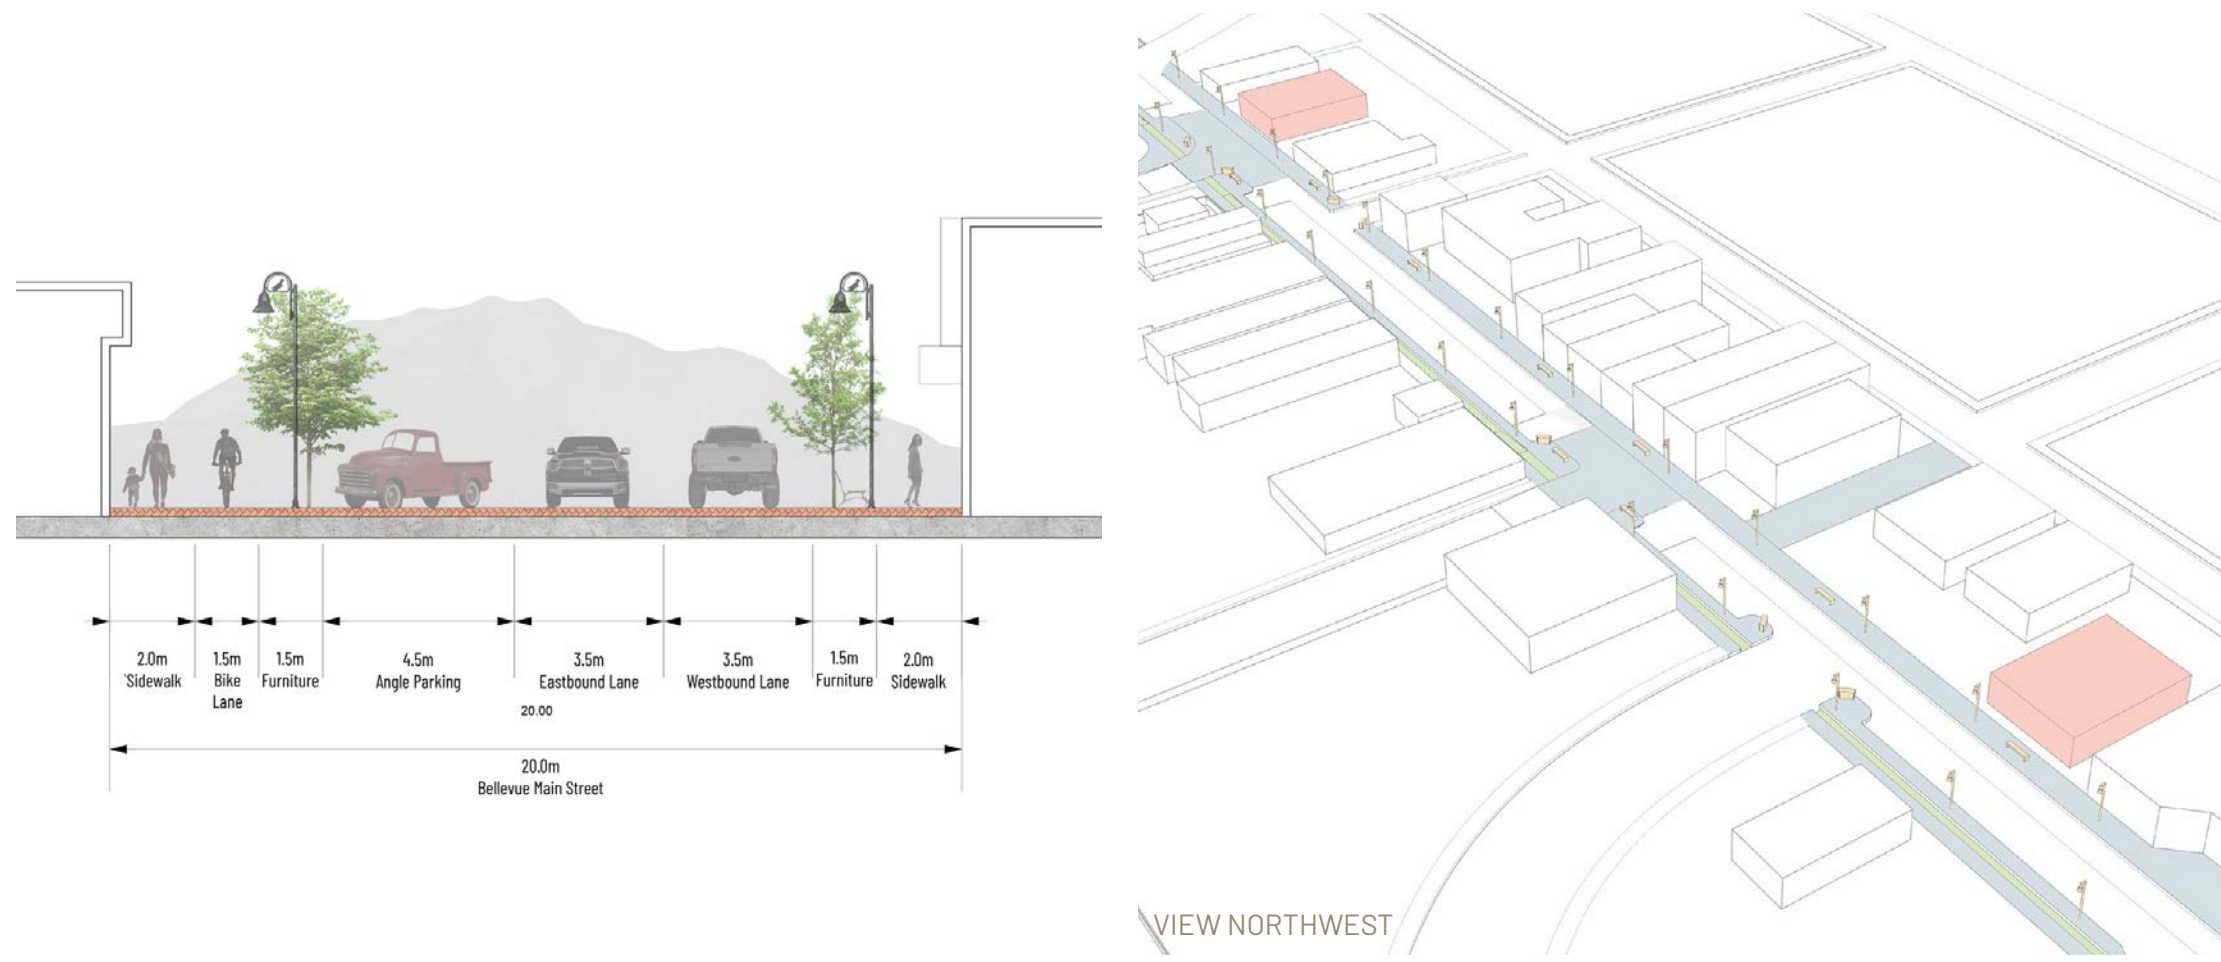 2.0m
'Sidewalk
1.5m
Bike
Lane
1.5m
Furniture
4.5m
Angle Parking
3.5m
Eastbound Lane
3.5m
Westbound Lane
1.5m
Furniture
2.0m
Sidewalk
20.00
20.0m
Bellevue Main Street
VIEW NORTHWEST